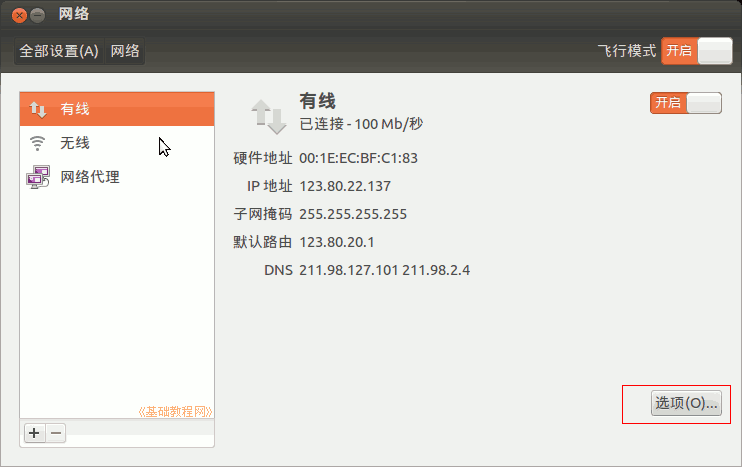 网络
全部设置(A) 网络 飞行模式 开启
有线
无线
网络代理
《基础教程网》
有线 开启
已连接 - 100 Mb/秒
硬件地址 00:1E:EC:BF:C1:83
IP 地址 123.80.22.137
子网掩码 255.255.255.255
默认路由 123.80.20.1
DNS 211.98.127.101 211.98.2.4
选项(O)...